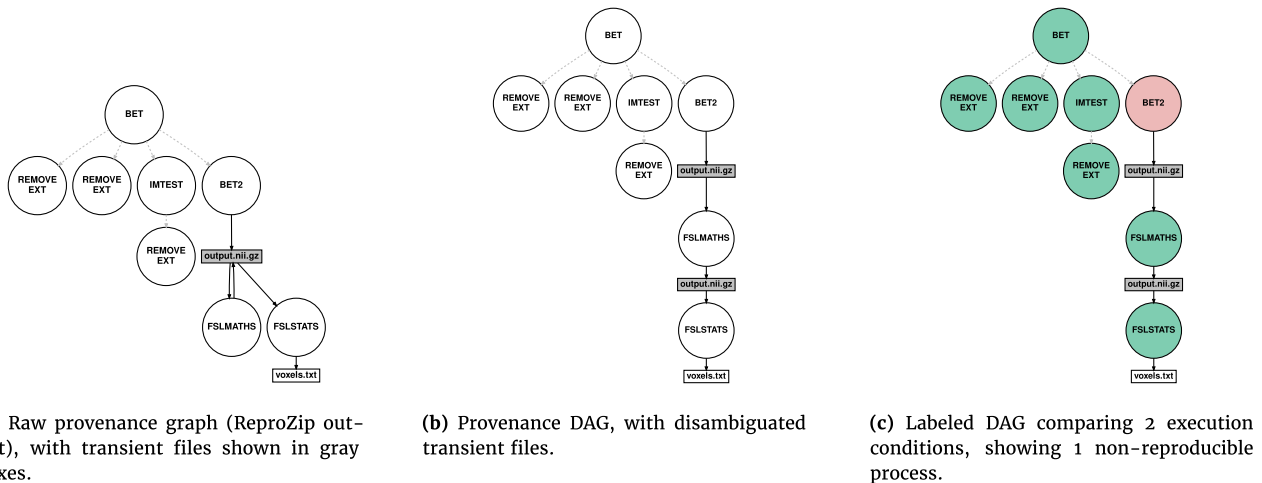 BET
REMOVE
EXT
REMOVE
EXT
IMTEST
BET2
REMOVE
EXT
output.nii.gz
FSLMATHS
FSLSTATS
voxels.txt
Raw provenance graph (ReproZip out-
t), with transient files shown in gray
xes.
BET
REMOVE
EXT
REMOVE
EXT
IMTEST
BET2
REMOVE
EXT
output.nii.gz
FSLMATHS
output.nii.gz
FSLSTATS
voxels.txt
(b) Provenance DAG, with disambiguated
transient files.
BET
REMOVE
EXT
REMOVE
EXT
IMTEST
BET2
REMOVE
EXT
output.nii.gz
FSLMATHS
output.nii.gz
FSLSTATS
voxels.txt
(c) Labeled DAG comparing 2 execution
conditions, showing 1 non-reproducible
process.